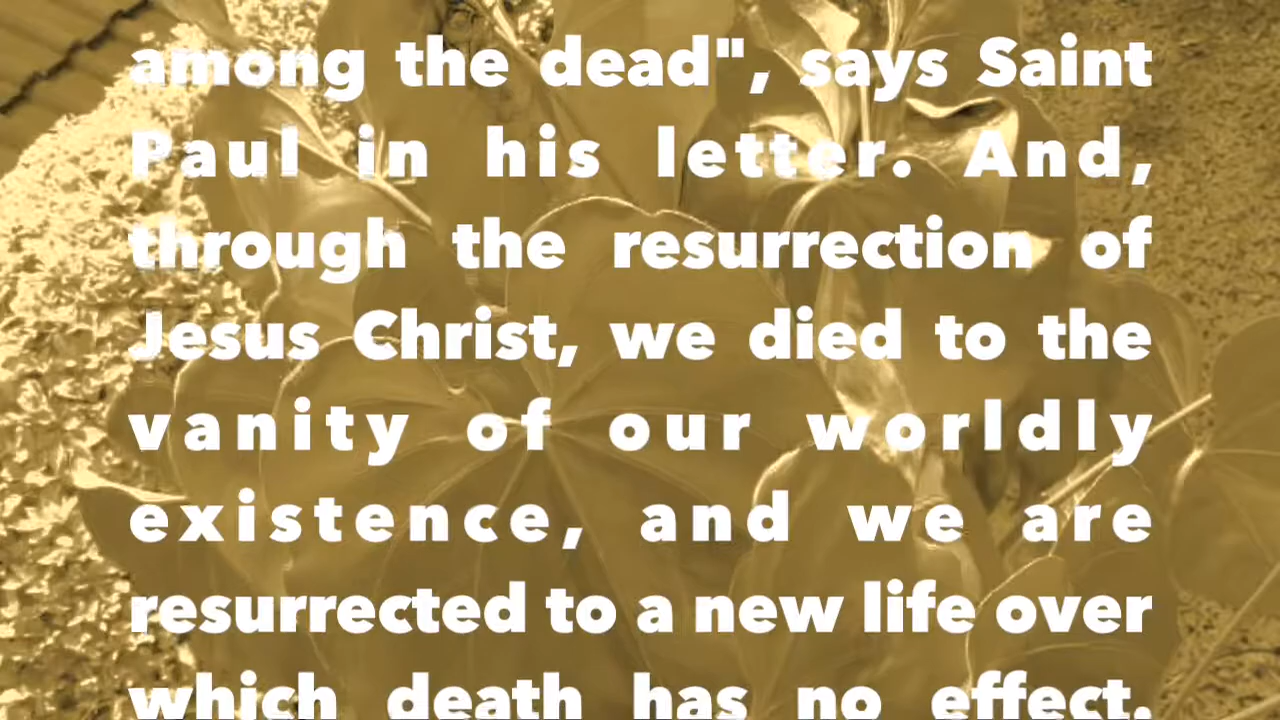 among the dead", says Saint
Paul in his letter. And,
through the resurrection of
Jesus Christ, we died to the
vanity of our worldly
existence, and we are
resurrected to a new life over
which death has no effect.